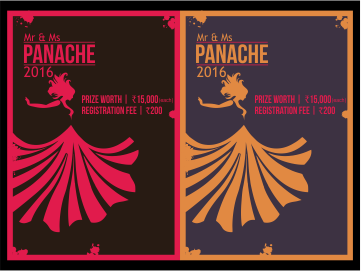 Mr & Ms
PANACHE
2016
PRIZE WORTH | ₹15,000
REGISTRATION FEE | ₹200
Mr & Ms
PANACHE
2016
PRIZE WORTH | ₹15,000
REGISTRATION FEE | ₹200